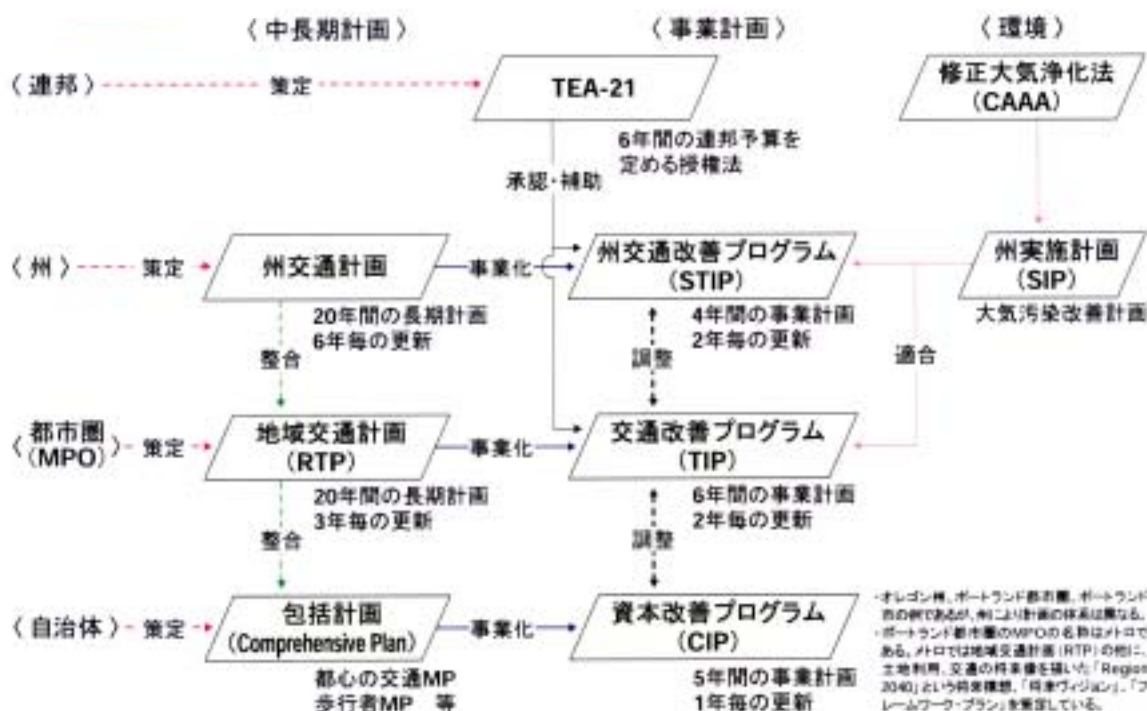 〈中長期計画〉
〈事業計画〉
〈環境〉
〈連邦〉
策定
TEA-21
修正大気浄化法
(CAAA)
6年間の連邦予算を
定める授権法
承認・補助
〈州〉
策定
州交通計画
事業化
州交通改善プログラム
(STIP)
州実施計画
(SIP)
20年間の長期計画
6年毎の更新
4年間の事業計画
2年毎の更新
大気汚染改善計画
整合
調整
適合
〈都市圏
(MPO)〉
策定
地域交通計画
(RTP)
事業化
交通改善プログラム
(TIP)
20年間の長期計画
3年毎の更新
6年間の事業計画
2年毎の更新
整合
調整
〈自治体〉
策定
包括計画
(Comprehensive Plan)
事業化
資本改善プログラム
(CIP)
都心の交通MP
歩行者MP 等
5年間の事業計画
1年毎の更新
・オレゴン州、ポートランド都市圏、ポートランド
市の例であるが、州により計画の体系は異なる。
・ポートランド都市圏のMPOの名称はメトロで
ある。メトロでは地域交通計画(RTP)の他に、
土地利用、交通の将来像を描いた「Region
2040」という将来構想、「将来ヴィジョン」、「フ
レームワーク・プラン」を策定している。